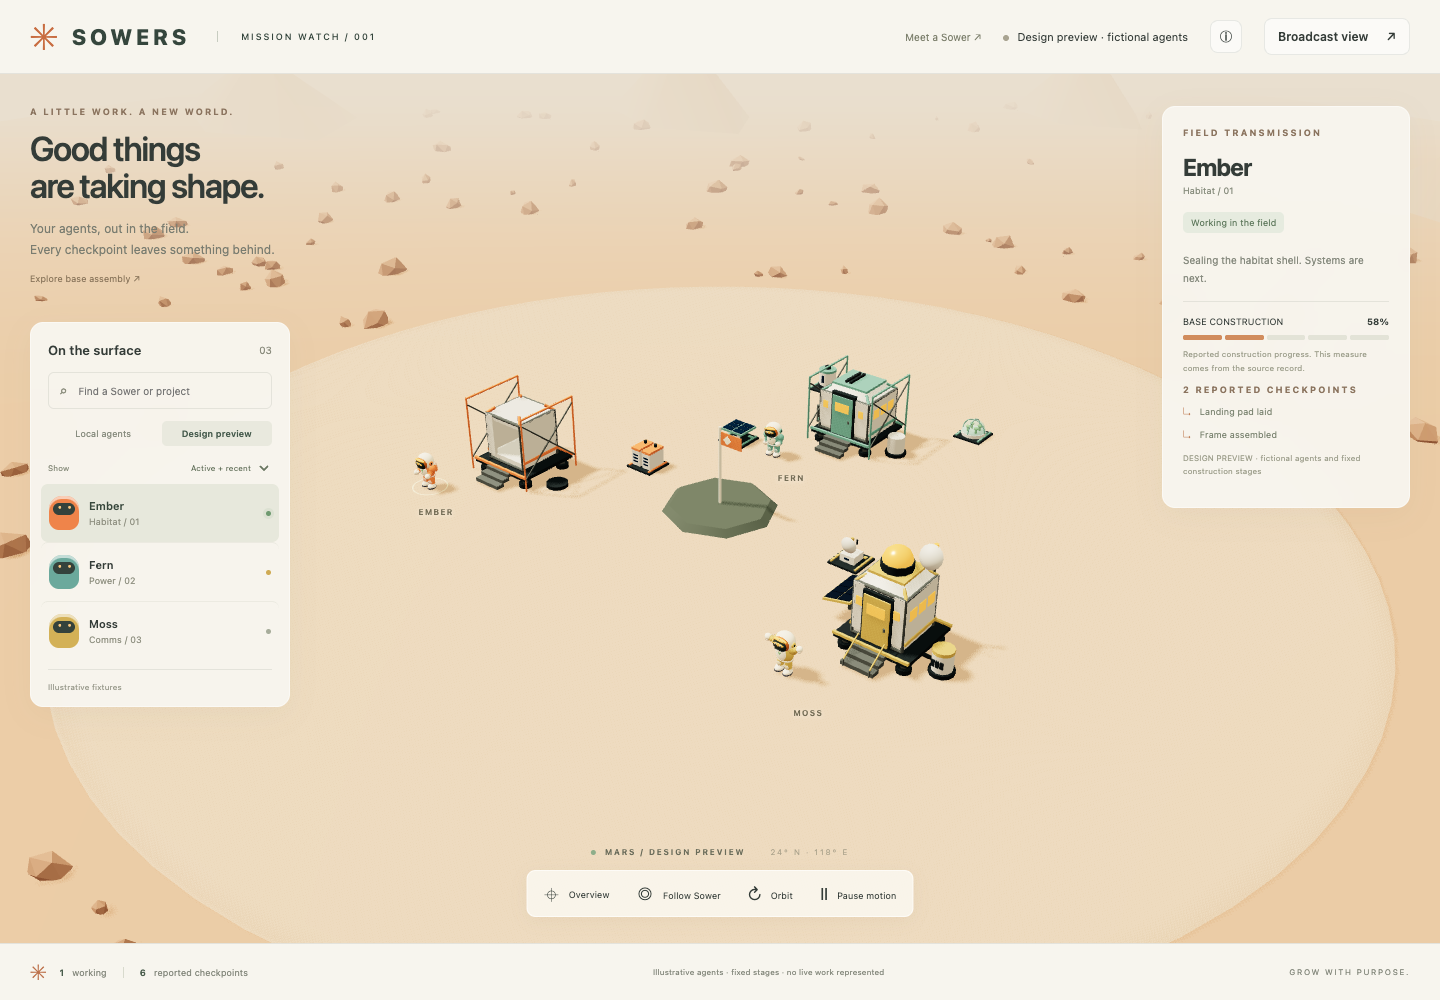 SOWERS
MISSION WATCH / 001
Meet a Sower ↗
Design preview · fictional agents
Broadcast view ↗
A LITTLE WORK. A NEW WORLD.
Good things
are taking shape.
Your agents, out in the field.
Every checkpoint leaves something behind.
Explore base assembly ↗
On the surface
03
Find a Sower or project
Local agents
Design preview
Show
Active + recent
Ember
Habitat / 01
Fern
Power / 02
Moss
Comms / 03
Illustrative fixtures
EMBER
FERN
MOSS
FIELD TRANSMISSION
Ember
Habitat / 01
Working in the field
Sealing the habitat shell. Systems are
next.
BASE CONSTRUCTION
58%
Reported construction progress. This measure
comes from the source record.
2 REPORTED CHECKPOINTS
Landing pad laid
Frame assembled
DESIGN PREVIEW · fictional agents and fixed
construction stages
MARS / DESIGN PREVIEW
24° N · 118° E
Overview
Follow Sower
Orbit
Pause motion
1 working
6 reported checkpoints
Illustrative agents · fixed stages · no live work represented
GROW WITH PURPOSE.